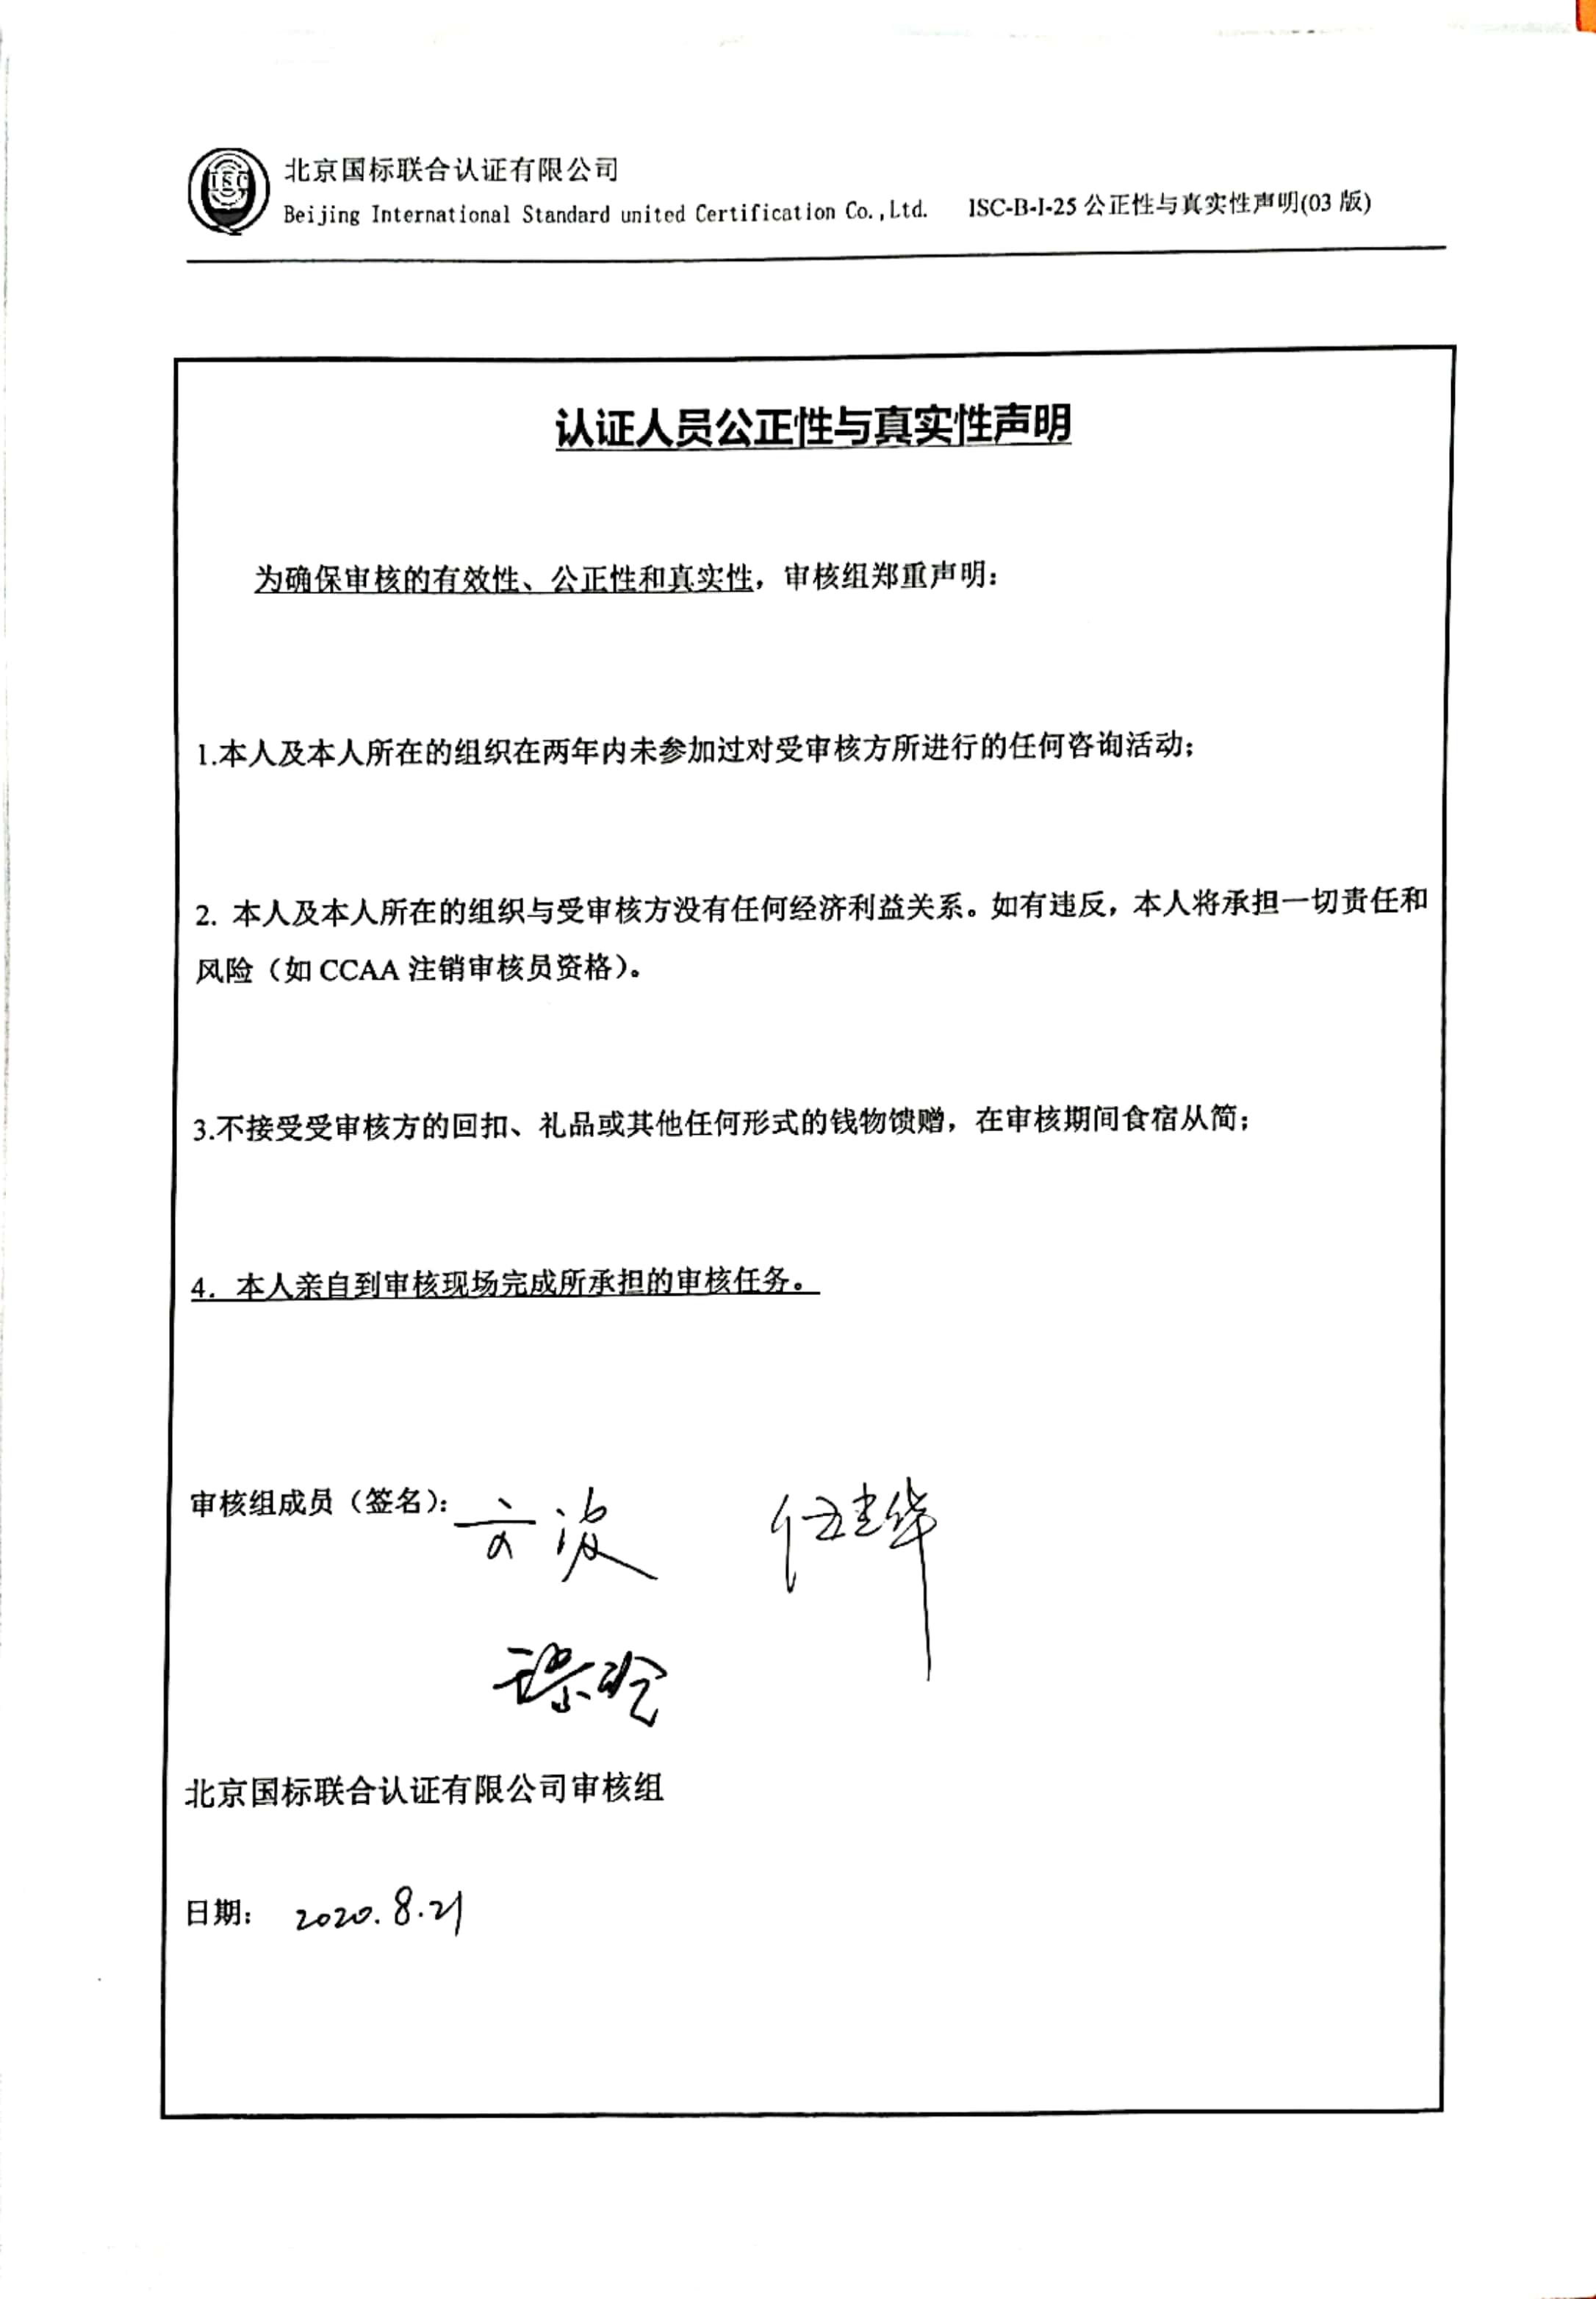 北京国标联合认证有限公司
Beijing International Standard united Certification Co.,Ltd. ISC-B-I-25 公正性与真实性声明(03 版)
ISC
认证人员公正性与真实性声明
为确保审核的有效性、公正性和真实性，审核组郑重声明：
1.本人及本人所在的组织在两年内未参加过对受审核方所进行的任何咨询活动；
2. 本人及本人所在的组织与受审核方没有任何经济利益关系。如有违反，本人将承担一切责任和
风险（如 CCAA 注销审核员资格）。
3.不接受受审核方的回扣、礼品或其他任何形式的钱物馈赠，在审核期间食宿从简；
4. 本人亲自到审核现场完成所承担的审核任务。
审核组成员（签名）： 伍建华
北京国标联合认证有限公司审核组
日期： 2020.8.21